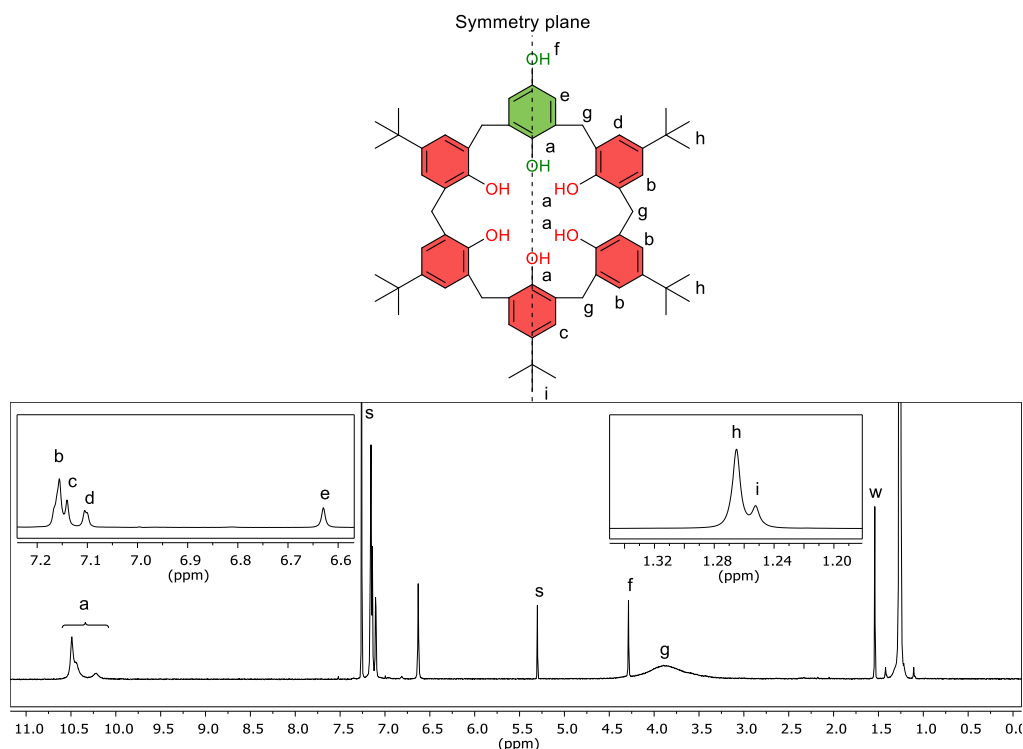 Symmetry plane
OH f
e
g d
a
h
OH
OH HO b
a
a g
OH HO b
OH
a h
g b
c
i
s
b
c
d
e
7.2 7.1 7.0 6.9 6.8 6.7 6.6
(ppm)
h
i
1.32 1.28 1.24 1.20
(ppm)
w
a
s
f
g
11.0 10.5 10.0 9.5 9.0 8.5 8.0 7.5 7.0 6.5 6.0 5.5 5.0 4.5 4.0 3.5 3.0 2.5 2.0 1.5 1.0 0.5 0.0
(ppm)